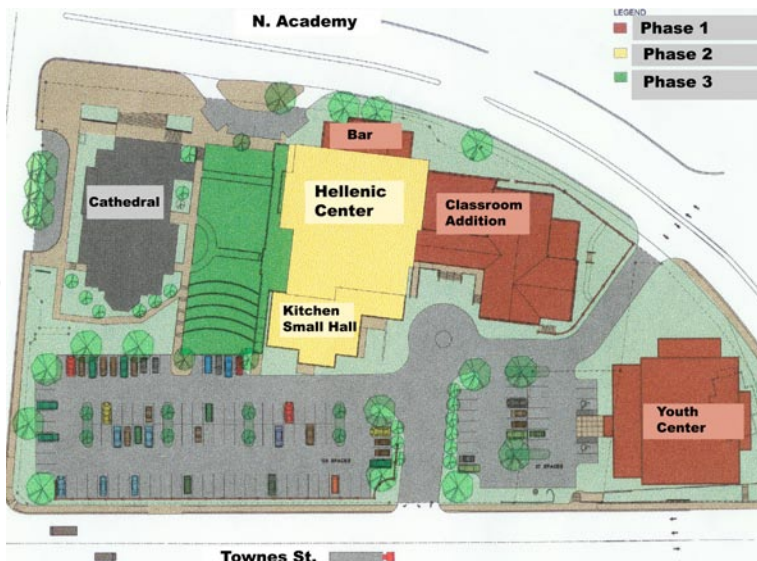 N. Academy
LEGEND
Phase 1
Phase 2
Phase 3
Bar
Hellenic
Center
Cathedral
Classroom
Addition
Kitchen
Small Hall
Youth
Center
Townes St.